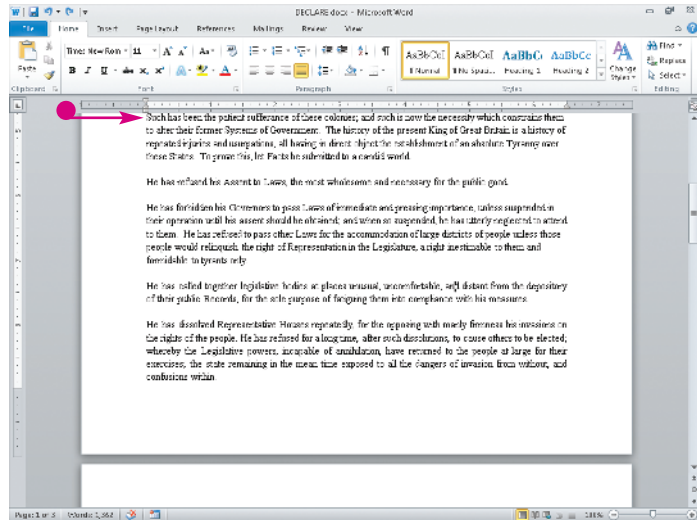 DECLARE.docx - Microsoft Word
File Home Insert Page Layout References Mailings Review View
Times New Rom 11
Paste
B I U abc x₂ x² A
AaBbCcI AaBbCcI AaBbC AaBbCc
¶ Normal ¶ No Spaci... Heading 1 Heading 2
Change Styles
Find
Replace
Select
Clipboard Font Paragraph Styles Editing
Such has been the patient sufferance of these colonies; and such is now the necessity which constrains them
to alter their former Systems of Government. The history of the present King of Great Britain is a history of
repeated injuries and usurpations, all having in direct object the establishment of an absolute Tyranny over
these States. To prove this, let Facts be submitted to a candid world.
He has refused his Assent to Laws, the most wholesome and necessary for the public good.
He has forbidden his Governors to pass Laws of immediate and pressing importance, unless suspended in
their operation until his assent should be obtained; and when so suspended, he has utterly neglected to attend
to them. He has refused to pass other Laws for the accommodation of large districts of people unless those
people would relinquish the right of Representation in the Legislature, a right inestimable to them and
formidable to tyrants only.
He has called together legislative bodies at places unusual, uncomfortable, and distant from the depository
of their public Records, for the sole purpose of fatiguing them into compliance with his measures.
He has dissolved Representative Houses repeatedly, for the opposing with manly firmness his invasions on
the rights of the people. He has refused for a long time, after such dissolutions, to cause others to be elected;
whereby the Legislative powers, incapable of annihilation, have returned to the people at large for their
exercises; the state remaining in the mean time exposed to all the dangers of invasion from without, and
confusions within.
Page: 1 of 3 Words: 1,362